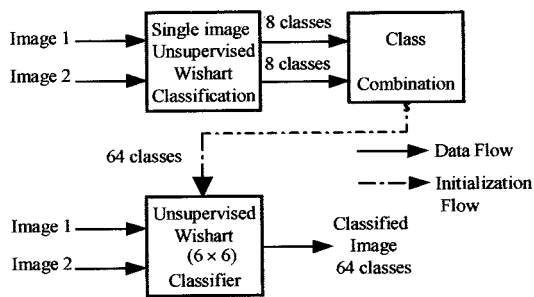 Image 1
Image 2
Single image
Unsupervised
Wishart
Classification
8 classes
8 classes
Class
Combination
64 classes
Data Flow
Initialization
Flow
Image 1
Image 2
Unsupervised
Wishart
(6 × 6)
Classifier
Classified
Image
64 classes